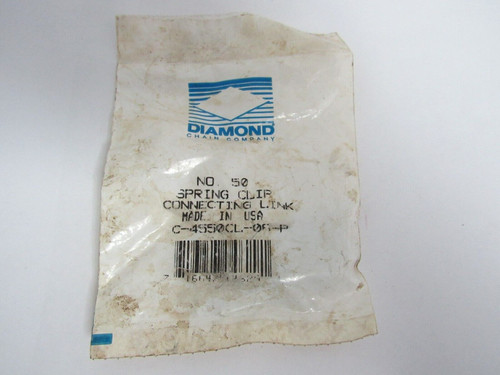 DIAMOND
CHAIN COMPANY
NO. 50
SPRING CLIP
CONNECTING LINK
MADE IN USA